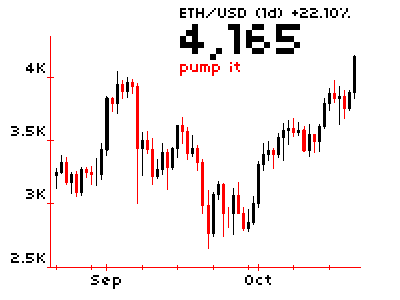 ETH/USD (1d) +22.10%
4,165
pump it
4K
3.5K
3K
2.5K
Sep Oct